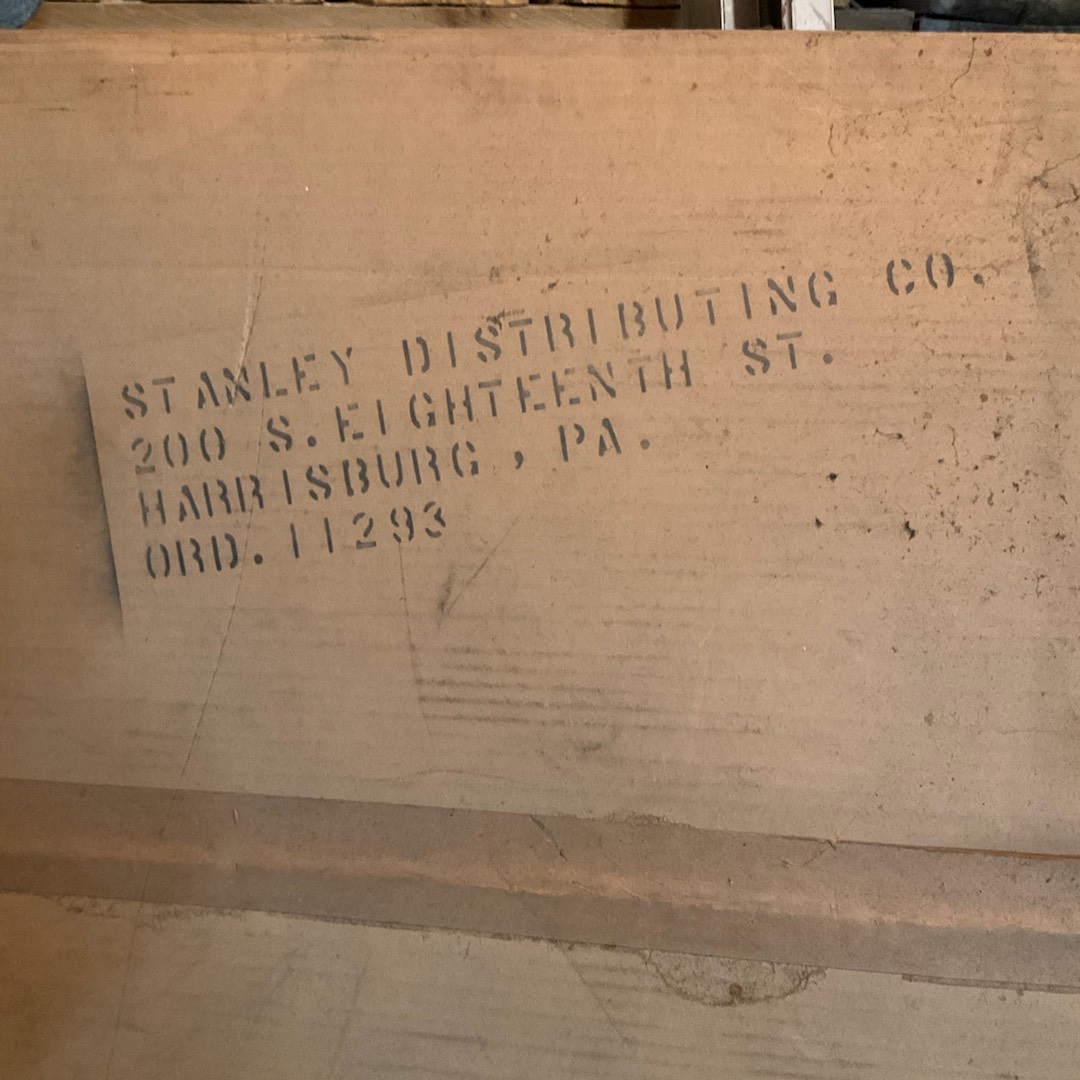 STANLEY DISTRIBUTING CO.
200 S. EIGHTEENTH ST.
HARRISBURG, PA.
ORD. 11293